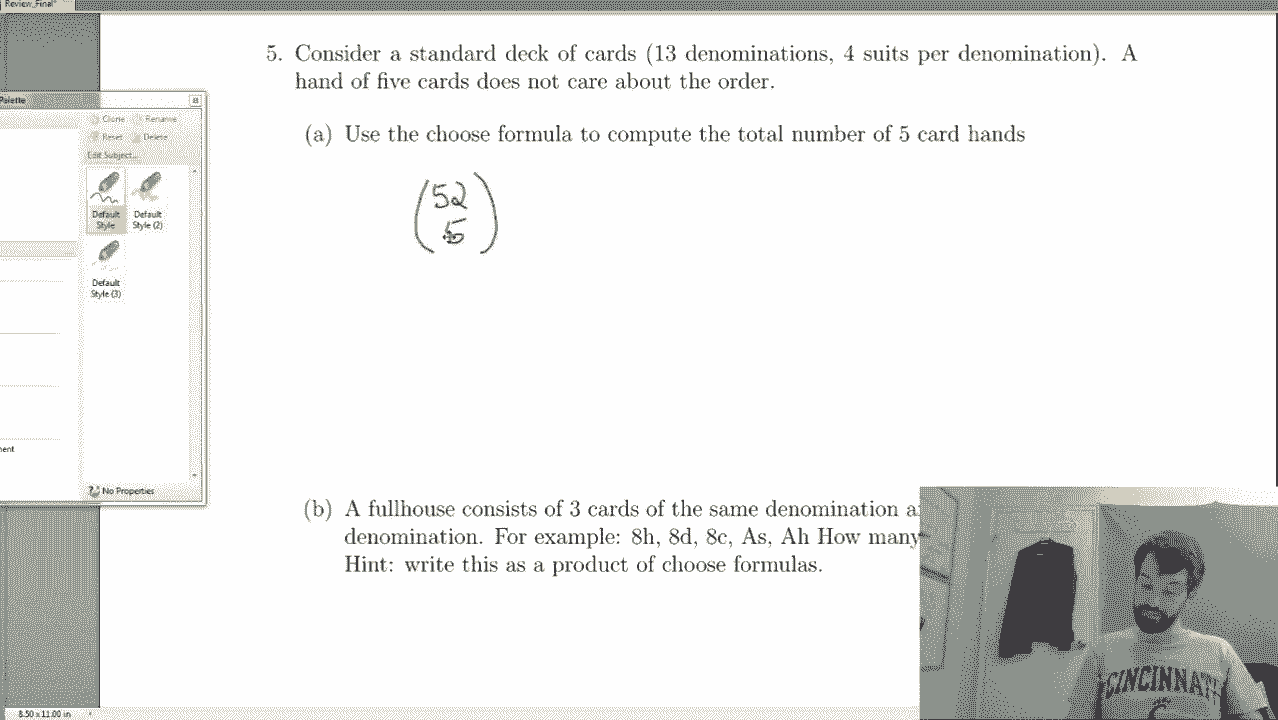 Review_Final*
5. Consider a standard deck of cards (13 denominations, 4 suits per denomination). A
hand of five cards does not care about the order.
Palette
Clone Rename
Reset Delete
Edit Subject...
(a) Use the choose formula to compute the total number of 5 card hands
(52
5)
Default Style
Default Style (2)
Default Style (3)
ment
No Properties
(b) A fullhouse consists of 3 cards of the same denomination a
denomination. For example: 8h, 8d, 8c, As, Ah How many
Hint: write this as a product of choose formulas.
CINCINNATI
C
8.50 x 11.00 in